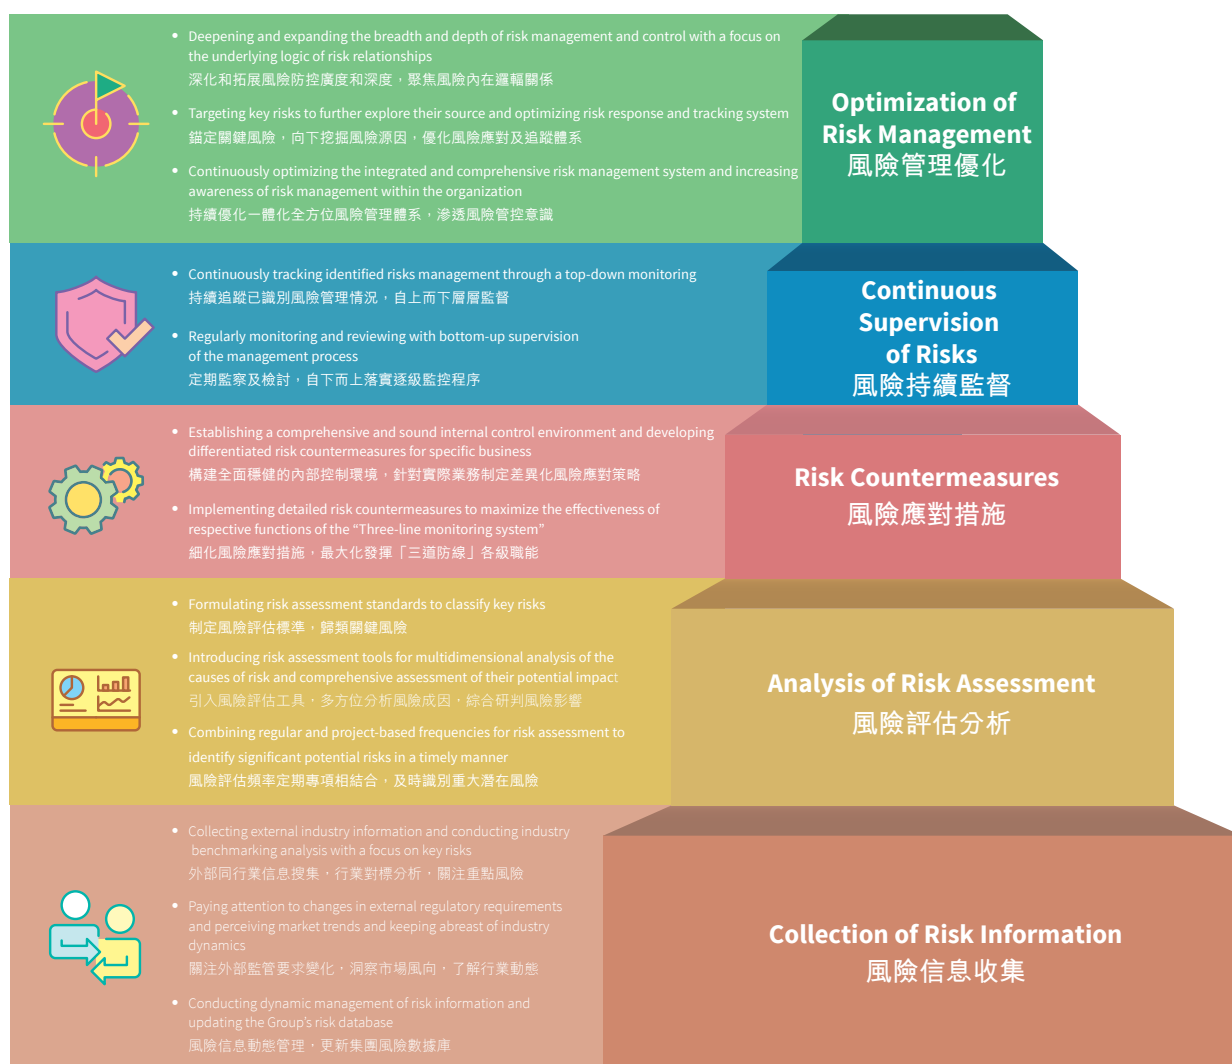 • Deepening and expanding the breadth and depth of risk management and control with a focus on
the underlying logic of risk relationships
深化和拓展風險防控廣度和深度，聚焦風險內在邏輯關係
• Targeting key risks to further explore their source and optimizing risk response and tracking system
錨定關鍵風險，向下挖掘風險源因，優化風險應對及追蹤體系
• Continuously optimizing the integrated and comprehensive risk management system and increasing
awareness of risk management within the organization
持續優化一體化全方位風險管理體系，滲透風險管控意識
Optimization of
Risk Management
風險管理優化
• Continuously tracking identified risks management through a top-down monitoring
持續追蹤已識別風險管理情況，自上而下層層監督
• Regularly monitoring and reviewing with bottom-up supervision
of the management process
定期監察及檢討，自下而上落實逐級監控程序
Continuous
Supervision
of Risks
風險持續監督
• Establishing a comprehensive and sound internal control environment and developing
differentiated risk countermeasures for specific business
構建全面穩健的內部控制環境，針對實際業務制定差異化風險應對策略
• Implementing detailed risk countermeasures to maximize the effectiveness of
respective functions of the “Three-line monitoring system”
細化風險應對措施，最大化發揮「三道防線」各級職能
Risk Countermeasures
風險應對措施
• Formulating risk assessment standards to classify key risks
制定風險評估標準，歸類關鍵風險
• Introducing risk assessment tools for multidimensional analysis of the
causes of risk and comprehensive assessment of their potential impact
引入風險評估工具，多方位分析風險成因，綜合研判風險影響
• Combining regular and project-based frequencies for risk assessment to
identify significant potential risks in a timely manner
風險評估頻率定期專項相結合，及時識別重大潛在風險
Analysis of Risk Assessment
風險評估分析
• Collecting external industry information and conducting industry
benchmarking analysis with a focus on key risks
外部同行業信息搜集，行業對標分析，關注重點風險
• Paying attention to changes in external regulatory requirements
and perceiving market trends and keeping abreast of industry
dynamics
關注外部監管要求變化，洞察市場風向，了解行業動態
• Conducting dynamic management of risk information and
updating the Group’s risk database
風險信息動態管理，更新集團風險數據庫
Collection of Risk Information
風險信息收集